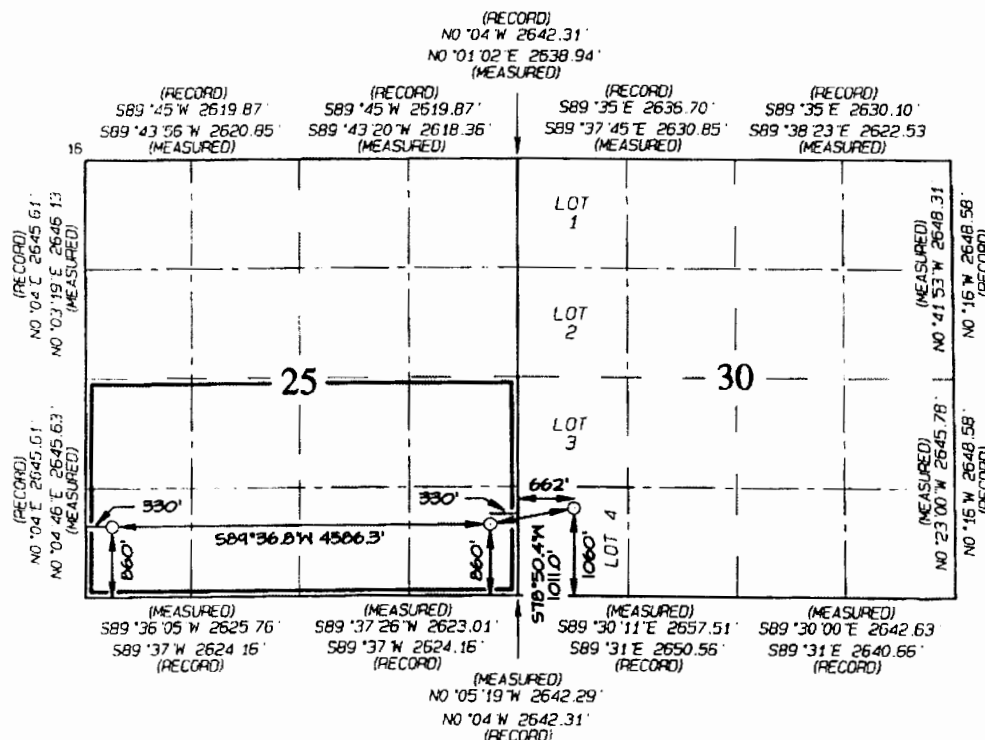 (RECORD)
N0°04'W 2642.31'
N0°01'02"E 2638.94'
(MEASURED)
(RECORD)
S89°45'W 2619.87'
S89°43'56"W 2620.85'
(MEASURED)
(RECORD)
S89°45'W 2619.87'
S89°43'20"W 2618.36'
(MEASURED)
(RECORD)
S89°35'E 2636.70'
S89°37'45"E 2630.85'
(MEASURED)
(RECORD)
S89°35'E 2630.10'
S89°38'23"E 2622.53
(MEASURED)
(RECORD)
N0°04'E 2645.61'
N0°03'19"E 2646.13
(MEASURED)
LOT
1
LOT
2
LOT
3
LOT 4
25
30
N0°41'53"W 2648.31'
N0°16'W 2648.58'
(RECORD)
(RECORD)
N0°04'E 2645.61'
N0°04'46"E 2645.63'
(MEASURED)
N0°23'00"W 2645.78'
N0°16'W 2648.58'
(RECORD)
330'
860'
S89°36.8'W 4586.3'
330'
860'
662'
S78°50.4'W
1011.0'
1060'
(MEASURED)
S89°36'05"W 2625.76'
S89°37'W 2624.16'
(RECORD)
(MEASURED)
S89°37'26"W 2623.01'
S89°37'W 2624.16'
(RECORD)
(MEASURED)
S89°30'11"E 2657.51'
S89°31'E 2650.56'
(RECORD)
(MEASURED)
S89°30'00"E 2642.63'
S89°31'E 2640.66'
(RECORD)
(MEASURED)
N0°05'19"W 2642.29'
N0°04'W 2642.31'
(RECORD)